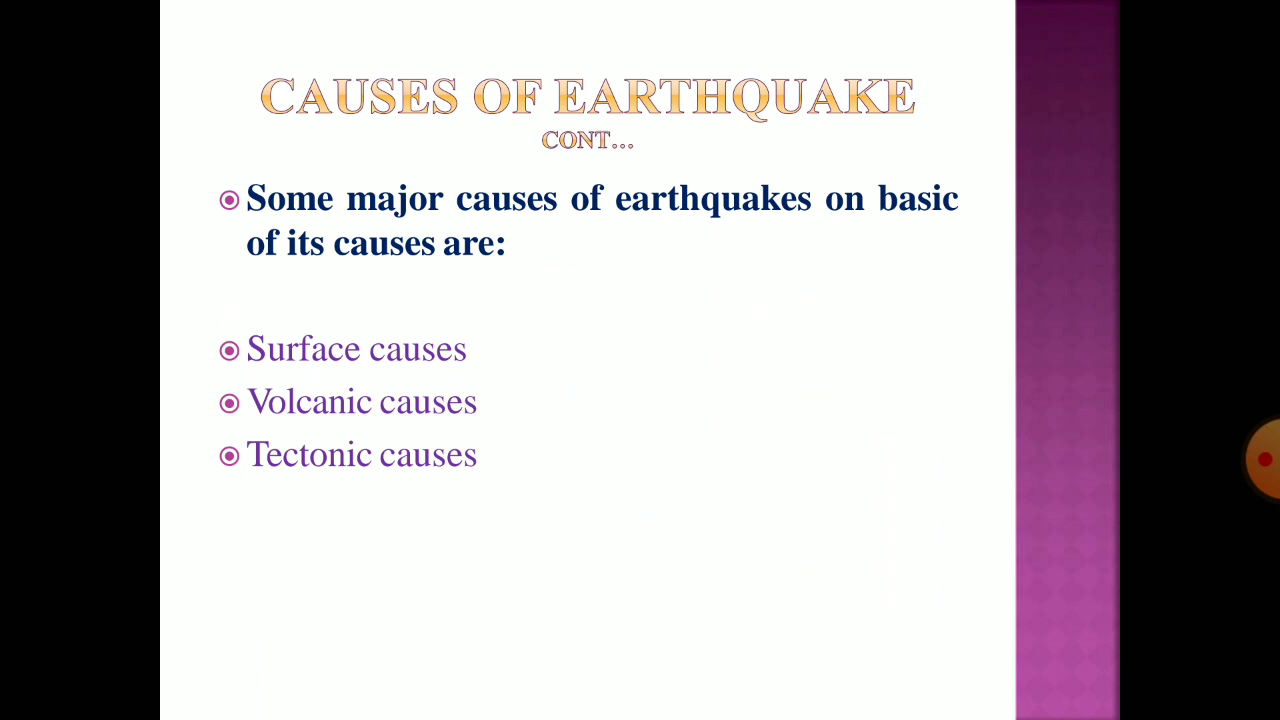 CAUSES OF EARTHQUAKE
CONT...
Some major causes of earthquakes on basic
of its causes are:
Surface causes
Volcanic causes
Tectonic causes